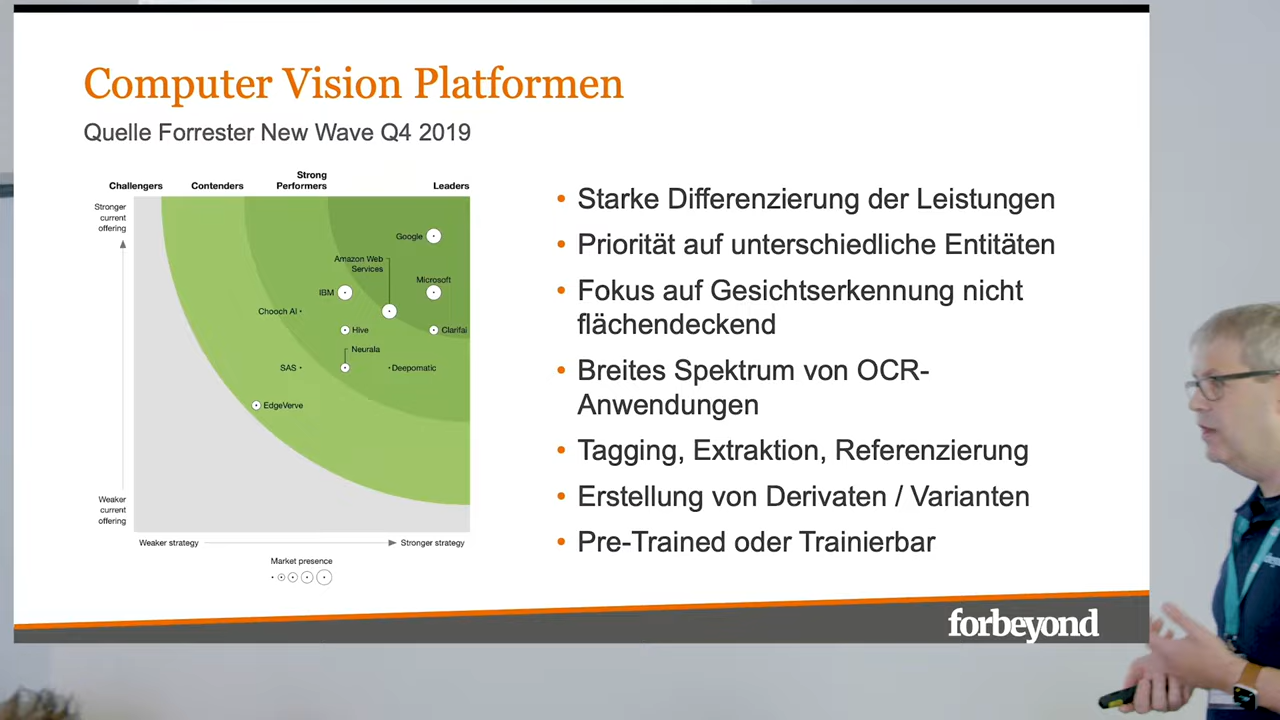 Computer Vision Platformen
Quelle Forrester New Wave Q4 2019
Challengers
Contenders
Strong
Performers
Leaders
Stronger
current
offering
Google
Amazon Web
Services
Microsoft
IBM
Chooch AI
Hive
Clarifai
Neurala
SAS
Deepomatic
EdgeVerve
Weaker
current
offering
Weaker strategy
Stronger strategy
Market presence
• Starke Differenzierung der Leistungen
• Priorität auf unterschiedliche Entitäten
• Fokus auf Gesichtserkennung nicht
flächendeckend
• Breites Spektrum von OCR-
Anwendungen
• Tagging, Extraktion, Referenzierung
• Erstellung von Derivaten / Varianten
• Pre-Trained oder Trainierbar
forbeyond